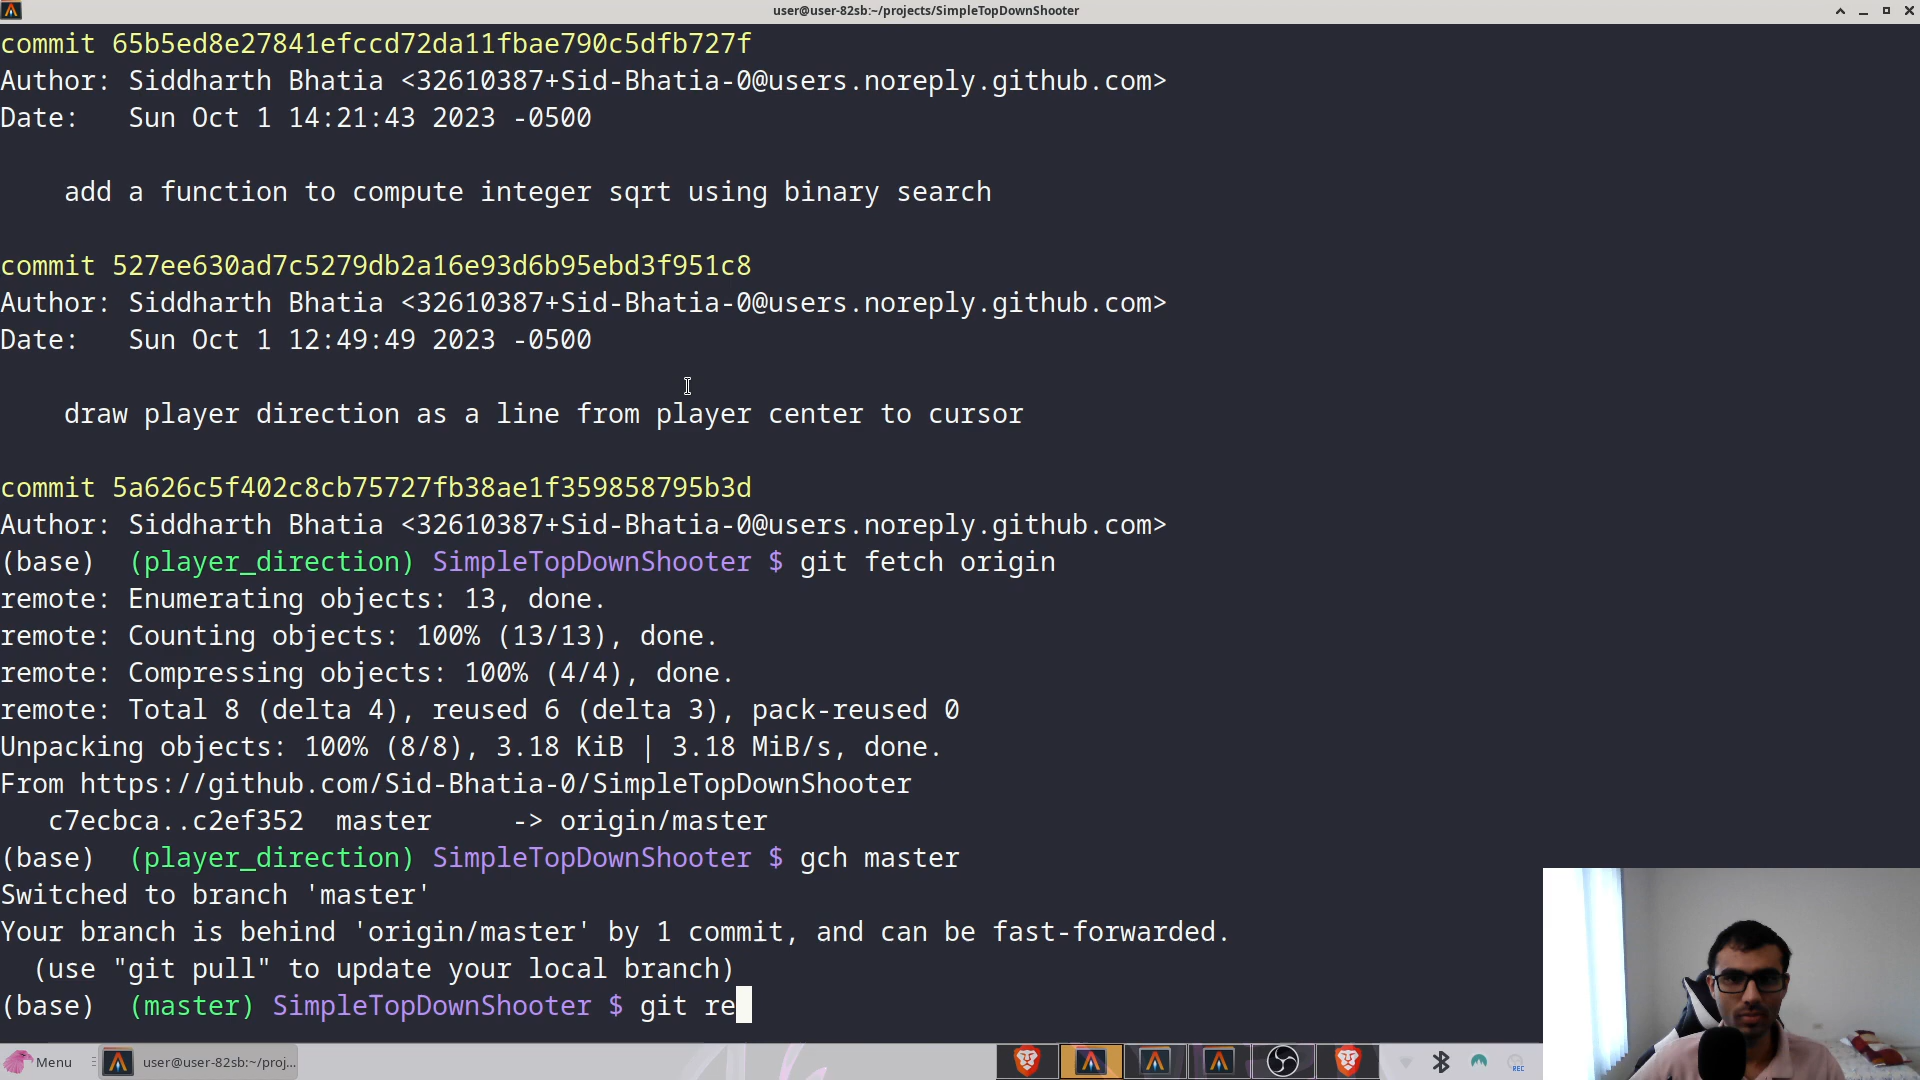 user@user-82sb:~/projects/SimpleTopDownShooter
commit 65b5ed8e27841efccd72da11fbae790c5dfb727f
Author: Siddharth Bhatia <32610387+Sid-Bhatia-0@users.noreply.github.com>
Date:   Sun Oct 1 14:21:43 2023 -0500
add a function to compute integer sqrt using binary search
commit 527ee630ad7c5279db2a16e93d6b95ebd3f951c8
Author: Siddharth Bhatia <32610387+Sid-Bhatia-0@users.noreply.github.com>
Date:   Sun Oct 1 12:49:49 2023 -0500
draw player direction as a line from player center to cursor
commit 5a626c5f402c8cb75727fb38ae1f359858795b3d
Author: Siddharth Bhatia <32610387+Sid-Bhatia-0@users.noreply.github.com>
(base)  (player_direction) SimpleTopDownShooter $ git fetch origin
remote: Enumerating objects: 13, done.
remote: Counting objects: 100% (13/13), done.
remote: Compressing objects: 100% (4/4), done.
remote: Total 8 (delta 4), reused 6 (delta 3), pack-reused 0
Unpacking objects: 100% (8/8), 3.18 KiB | 3.18 MiB/s, done.
From https://github.com/Sid-Bhatia-0/SimpleTopDownShooter
c7ecbca..c2ef352  master     -> origin/master
(base)  (player_direction) SimpleTopDownShooter $ gch master
Switched to branch 'master'
Your branch is behind 'origin/master' by 1 commit, and can be fast-forwarded.
(use "git pull" to update your local branch)
(base)  (master) SimpleTopDownShooter $ git re
Menu
user@user-82sb:~/proj...
REC